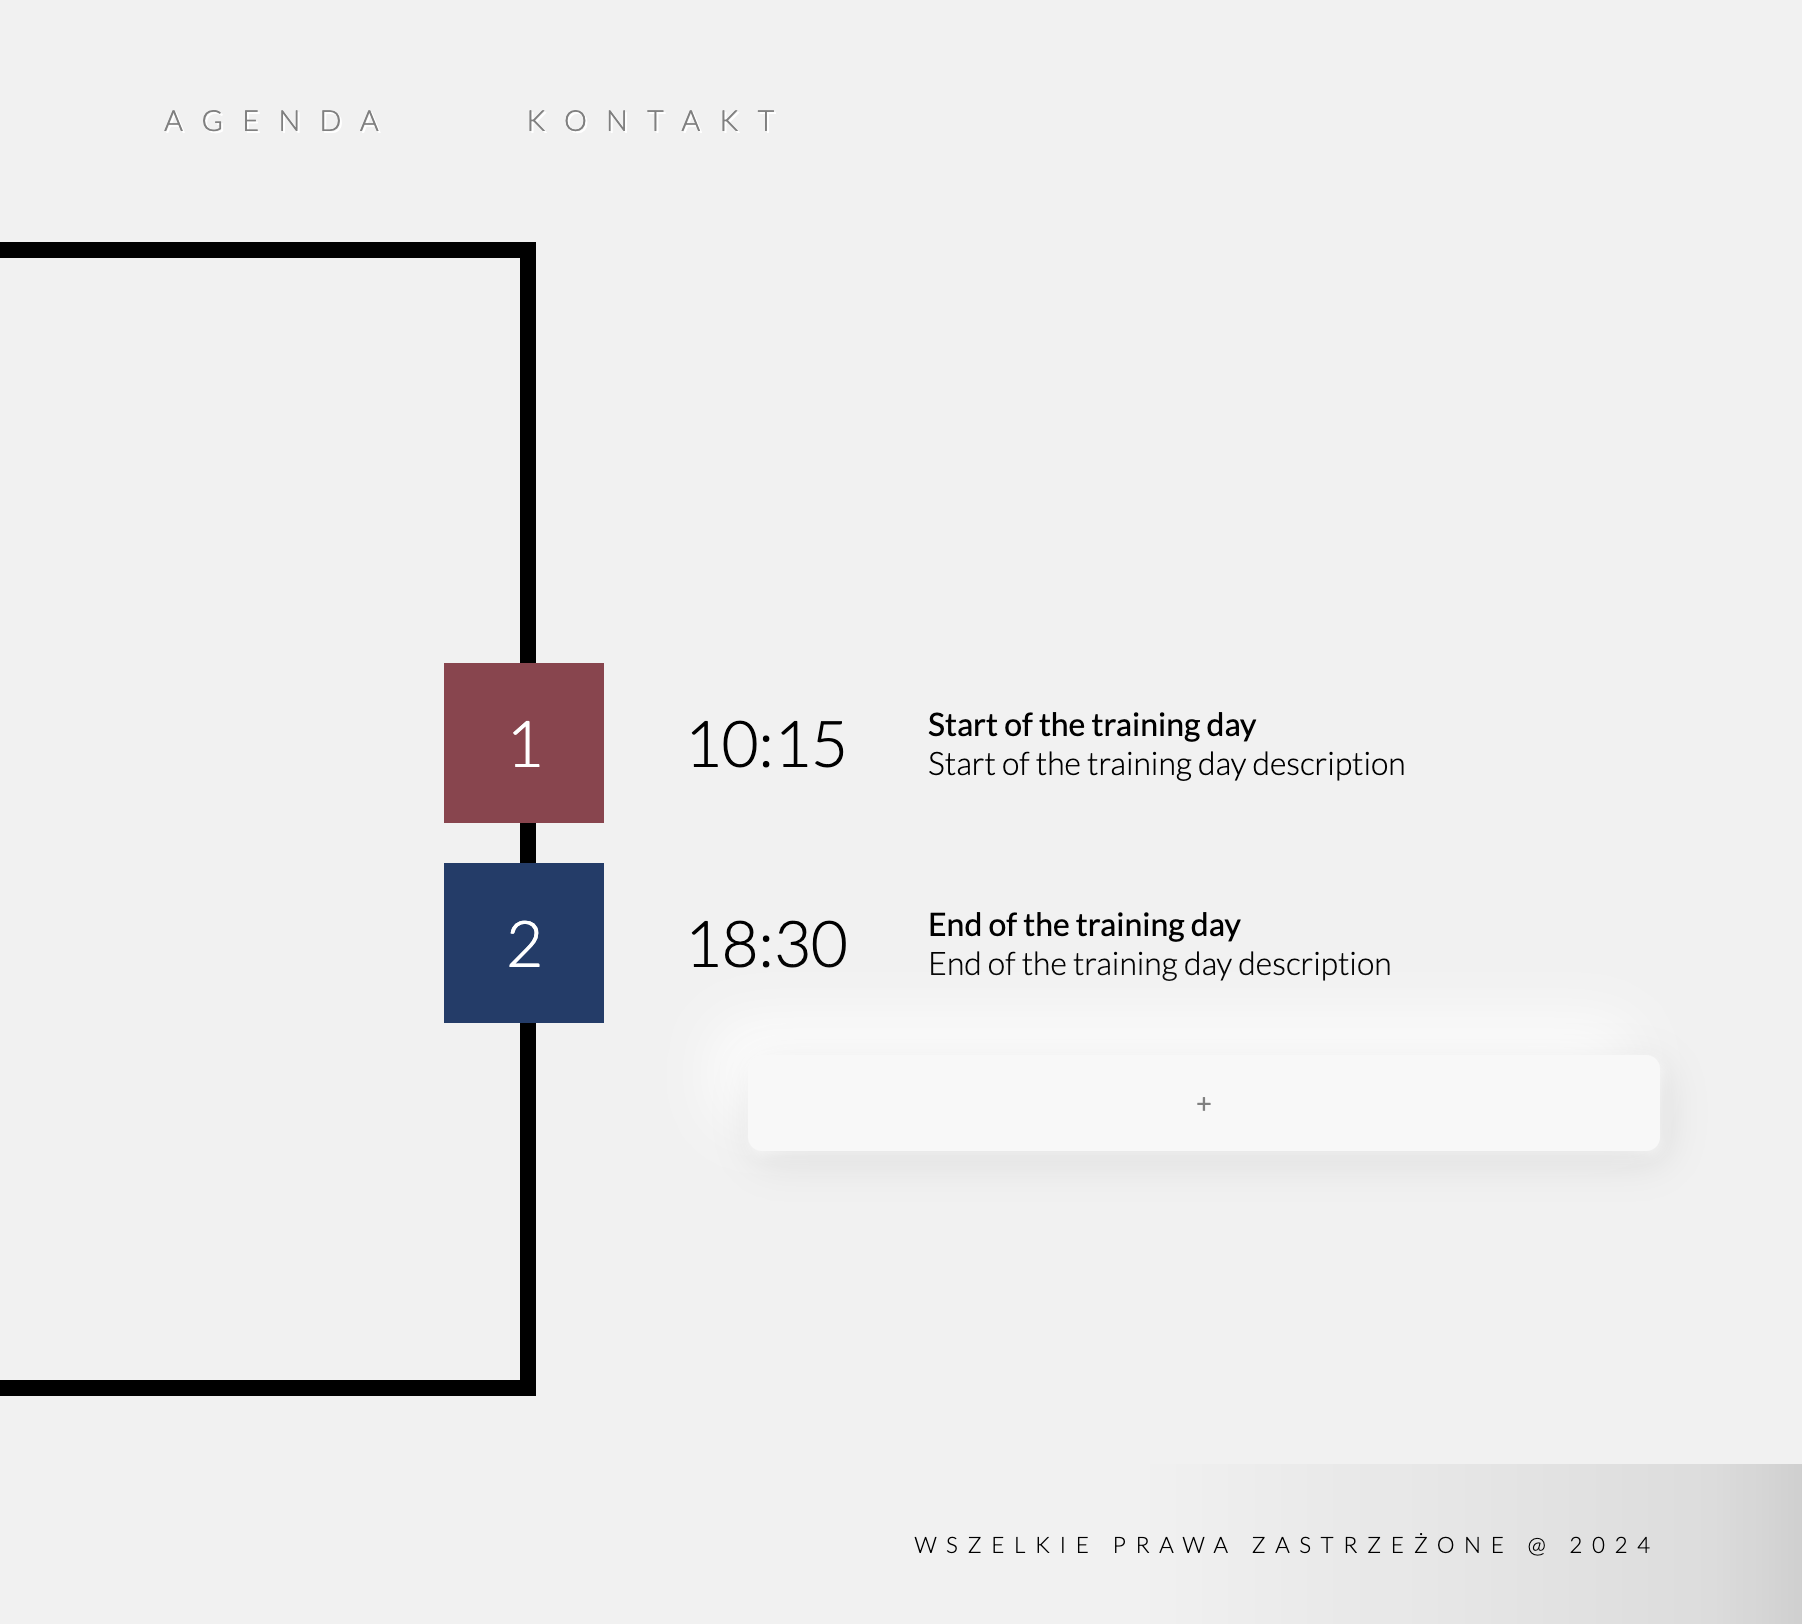 AGENDA KONTAKT
1 10:15 Start of the training day
Start of the training day description
2 18:30 End of the training day
End of the training day description
+
WSZELKIE PRAWA ZASTRZEŻONE @ 2024